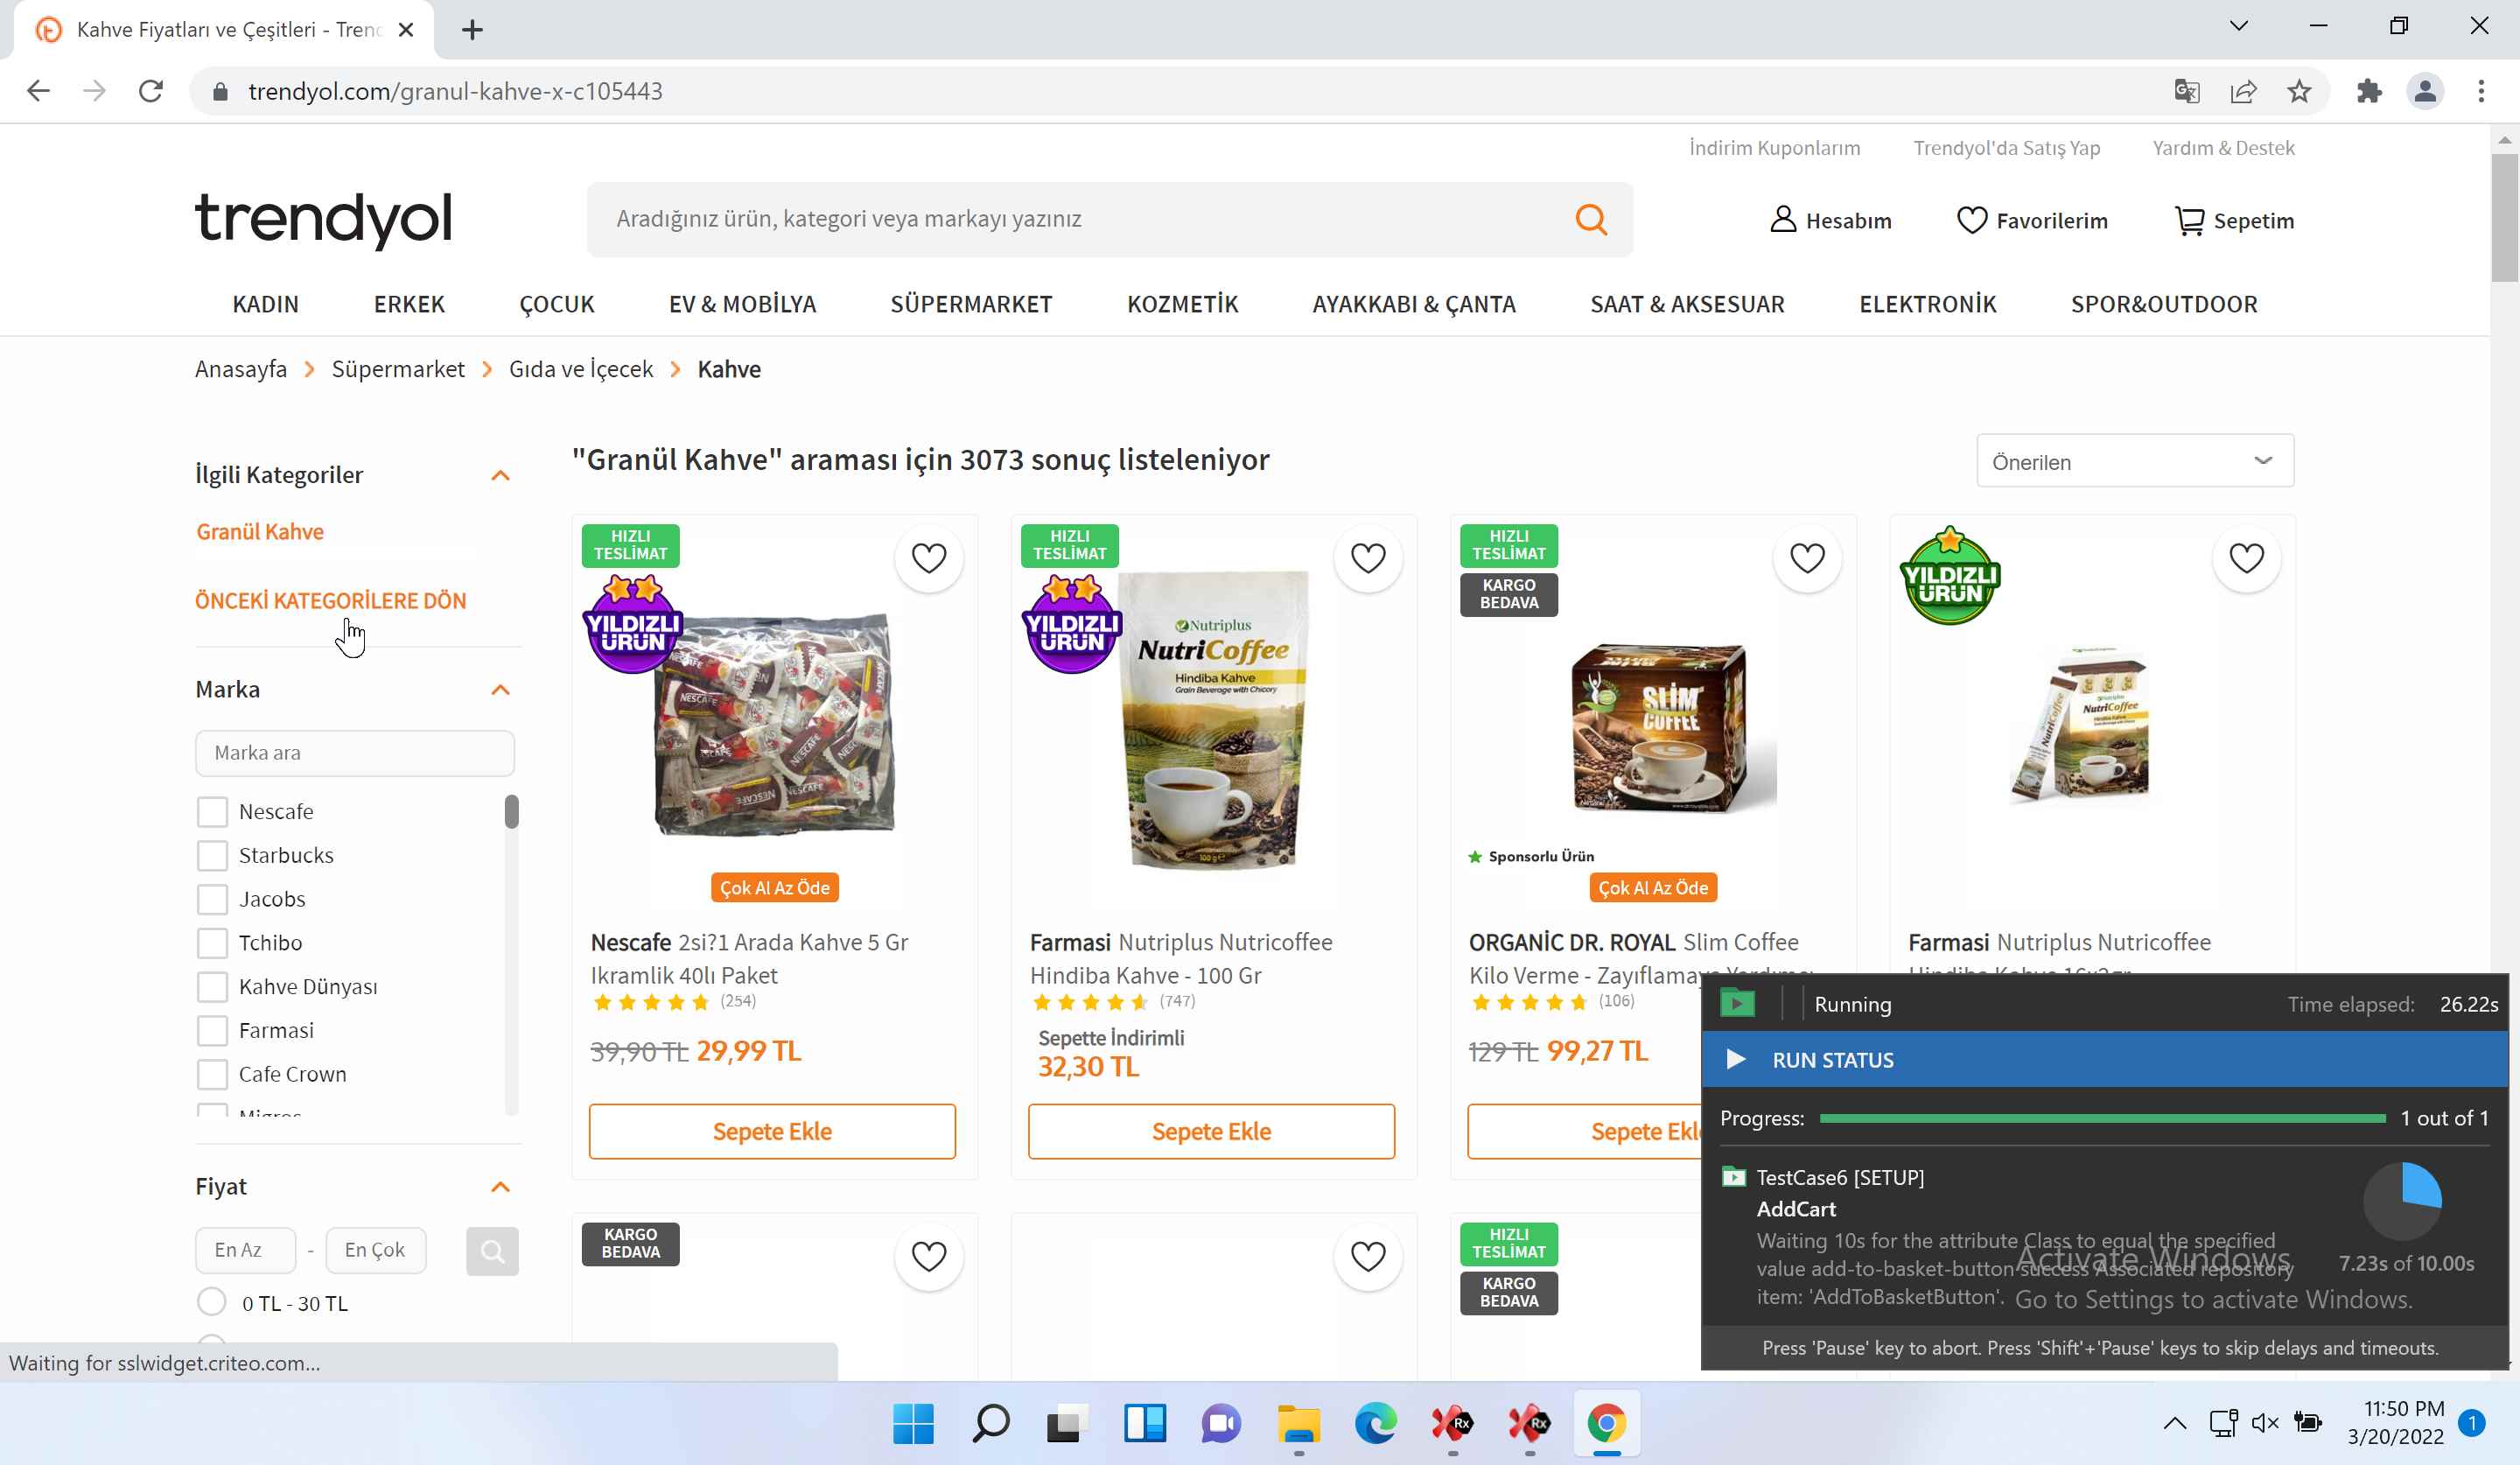 Kahve Fiyatları ve Çeşitleri - Tren
trendyol.com/granul-kahve-x-c105443
İndirim Kuponlarım
Trendyol'da Satış Yap
Yardım & Destek
trendyol
Aradığınız ürün, kategori veya markayı yazınız
Hesabım
Favorilerim
Sepetim
KADIN
ERKEK
ÇOCUK
EV & MOBİLYA
SÜPERMARKET
KOZMETİK
AYAKKABI & ÇANTA
SAAT & AKSESUAR
ELEKTRONİK
SPOR&OUTDOOR
Anasayfa
Süpermarket
Gıda ve İçecek
Kahve
İlgili Kategoriler
Granül Kahve
ÖNCEKİ KATEGORİLERE DÖN
Marka
Marka ara
Nescafe
Starbucks
Jacobs
Tchibo
Kahve Dünyası
Farmasi
Cafe Crown
Migros
Fiyat
En Az
-
En Çok
0 TL - 30 TL
"Granül Kahve" araması için 3073 sonuç listeleniyor
Önerilen
HIZLI
TESLİMAT
YILDIZLI
ÜRÜN
NESCAFE
Çok Al Az Öde
Nescafe 2si?1 Arada Kahve 5 Gr
Ikramlik 40lı Paket
(254)
39,90 TL 29,99 TL
Sepete Ekle
HIZLI
TESLİMAT
YILDIZLI
ÜRÜN
Nutriplus
NutriCoffee
Hindiba Kahve
Grain Beverage with Chicory
100 g e
Farmasi Nutriplus Nutricoffee
Hindiba Kahve - 100 Gr
(747)
Sepette İndirimli
32,30 TL
Sepete Ekle
HIZLI
TESLİMAT
KARGO
BEDAVA
SLİM
COFFEE
Sponsorlu Ürün
Çok Al Az Öde
ORGANİC DR. ROYAL Slim Coffee
Kilo Verme - Zayıflamaya Yardımcı
(106)
129 TL 99,27 TL
Sepete Ekle
YILDIZLI
ÜRÜN
NutriCoffee
Farmasi Nutriplus Nutricoffee
Hindiba Kahve 16x2gr
KARGO
BEDAVA
HIZLI
TESLİMAT
KARGO
BEDAVA
Running
Time elapsed:
26.22s
RUN STATUS
Progress:
1 out of 1
TestCase6 [SETUP]
AddCart
Waiting 10s for the attribute Class to equal the specified
value add-to-basket-button success Associated repository
item: 'AddToBasketButton'.
7.23s of 10.00s
Activate Windows
Go to Settings to activate Windows.
Press 'Pause' key to abort. Press 'Shift'+'Pause' keys to skip delays and timeouts.
Waiting for sslwidget.criteo.com...
Rx
Rx
11:50 PM
3/20/2022
1